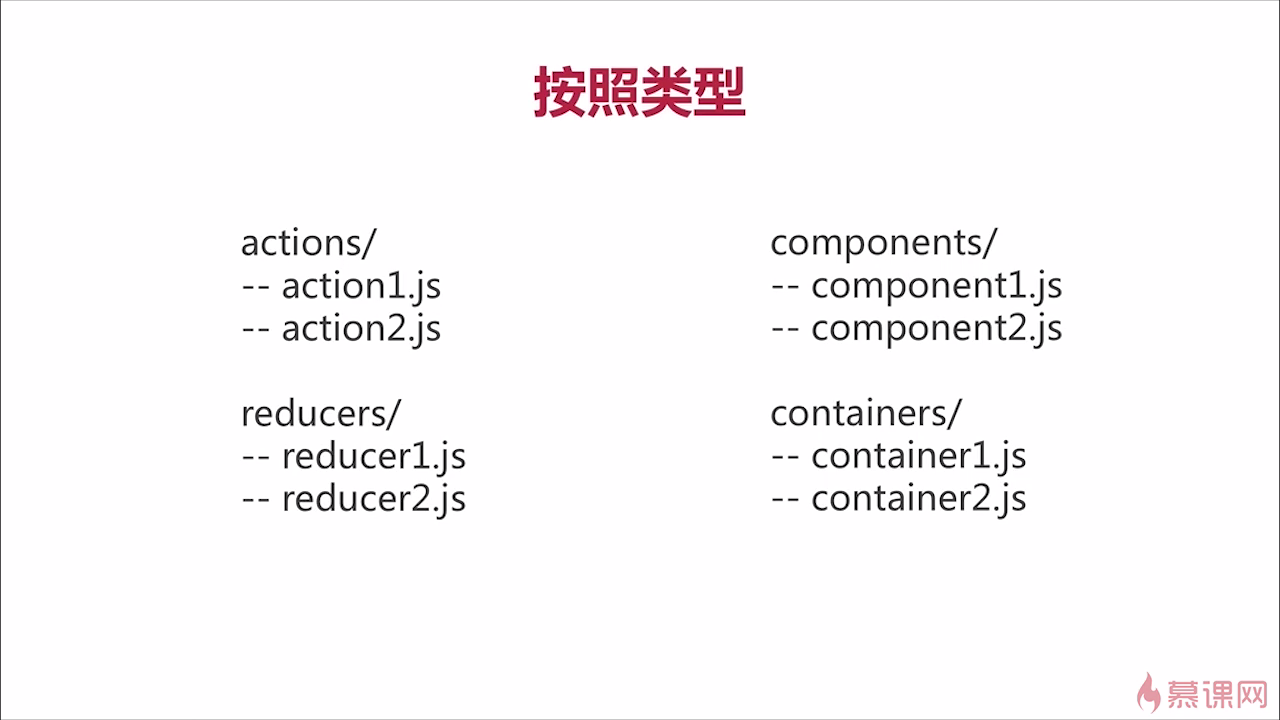 按照类型
actions/
-- action1.js
-- action2.js
reducers/
-- reducer1.js
-- reducer2.js
components/
-- component1.js
-- component2.js
containers/
-- container1.js
-- container2.js
慕课网